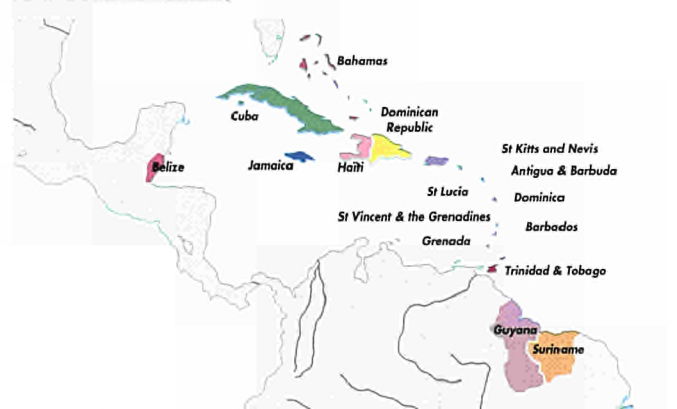 Bahamas
Cuba
Dominican
Republic
St Kitts and Nevis
Antigua & Barbuda
Belize
Jamaica
Haiti
St Lucia
Dominica
St Vincent & the Grenadines
Barbados
Grenada
Trinidad & Tobago
Guyana
Suriname